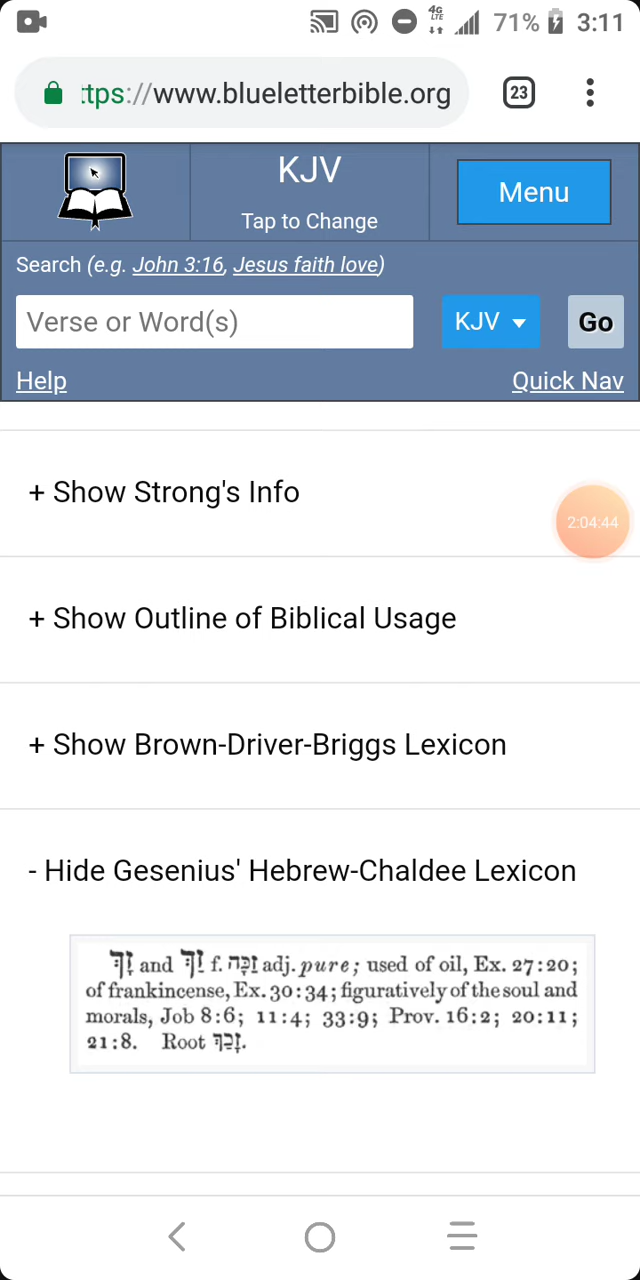 4G
LTE
71%
3:11
ttps://www.blueletterbible.org
23
KJV
Tap to Change
Menu
Search (e.g. John 3:16, Jesus faith love)
Verse or Word(s)
KJV
Go
Help
Quick Nav
+ Show Strong's Info
2:04:44
+ Show Outline of Biblical Usage
+ Show Brown-Driver-Briggs Lexicon
- Hide Gesenius' Hebrew-Chaldee Lexicon
זָךְ and זַךְ f. זַכָּה adj. pure; used of oil, Ex. 27:20;
of frankincense, Ex. 30:34; figuratively of the soul and
morals, Job 8:6; 11:4; 33:9; Prov. 16:2; 20:11;
21:8. Root זָכַךְ.